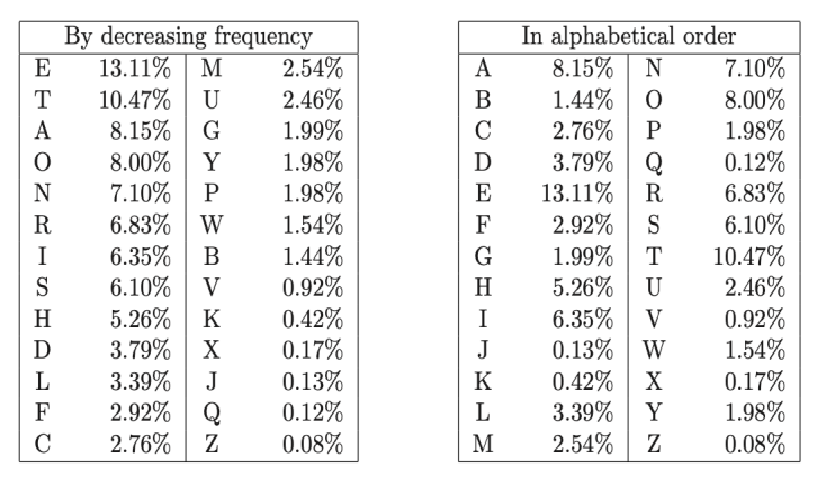 By decreasing frequency
E 13.11% M 2.54%
T 10.47% U 2.46%
A 8.15% G 1.99%
O 8.00% Y 1.98%
N 7.10% P 1.98%
R 6.83% W 1.54%
I 6.35% B 1.44%
S 6.10% V 0.92%
H 5.26% K 0.42%
D 3.79% X 0.17%
L 3.39% J 0.13%
F 2.92% Q 0.12%
C 2.76% Z 0.08%
In alphabetical order
A 8.15% N 7.10%
B 1.44% O 8.00%
C 2.76% P 1.98%
D 3.79% Q 0.12%
E 13.11% R 6.83%
F 2.92% S 6.10%
G 1.99% T 10.47%
H 5.26% U 2.46%
I 6.35% V 0.92%
J 0.13% W 1.54%
K 0.42% X 0.17%
L 3.39% Y 1.98%
M 2.54% Z 0.08%